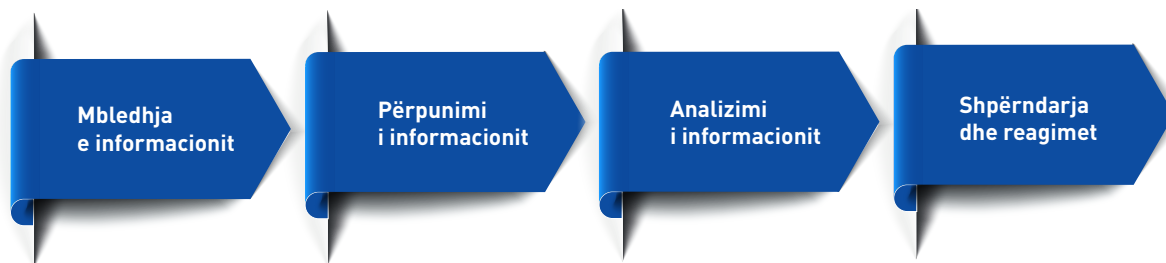 Mbledhja
e informacionit
Përpunimi
i informacionit
Analizimi
i informacionit
Shpërndarja
dhe reagimet